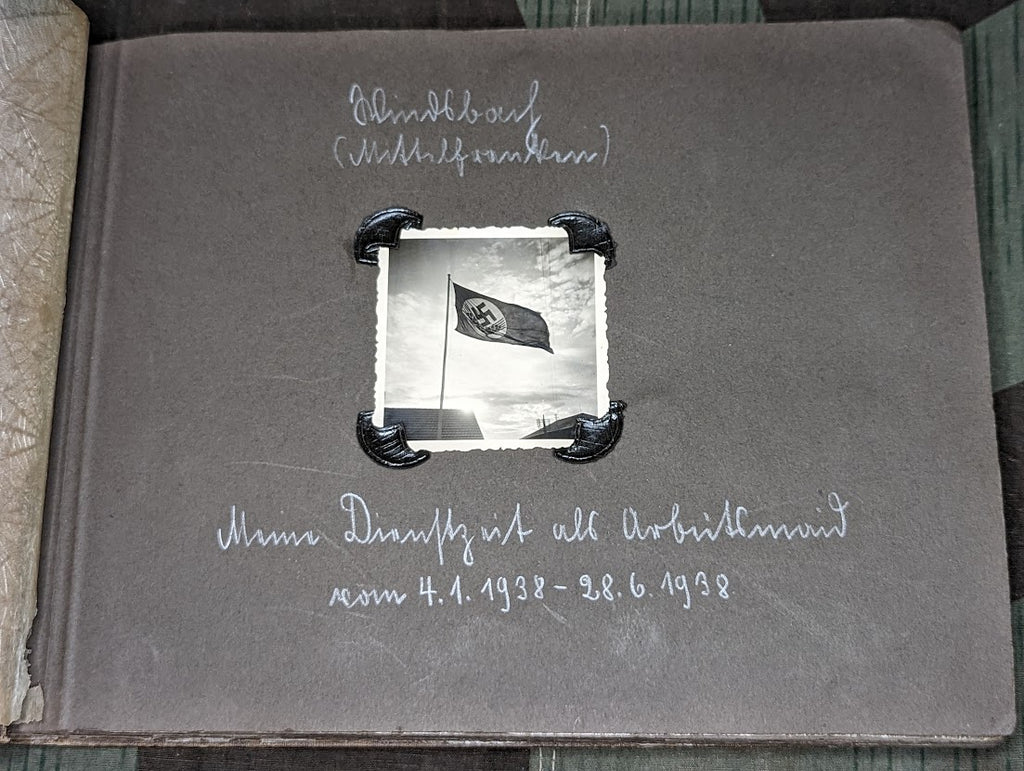 Windsbach
(Mittelfranken)
Meine Dienstzeit als Arbeitsmaid
vom 4.1.1938 - 28.6.1938